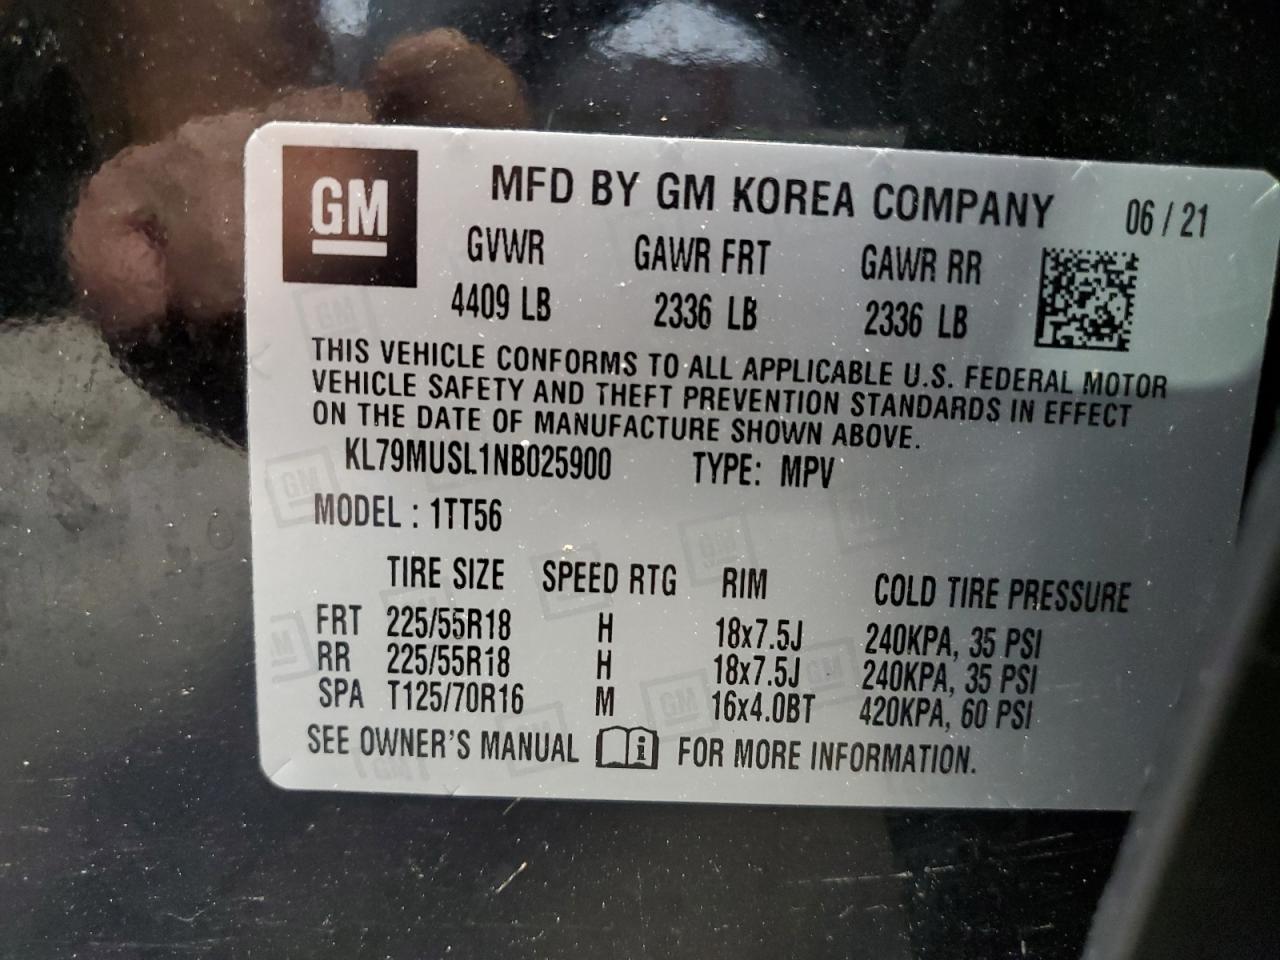 GM
MFD BY GM KOREA COMPANY 06 / 21
GVWR GAWR FRT GAWR RR
4409 LB 2336 LB 2336 LB
THIS VEHICLE CONFORMS TO ALL APPLICABLE U.S. FEDERAL MOTOR
VEHICLE SAFETY AND THEFT PREVENTION STANDARDS IN EFFECT
ON THE DATE OF MANUFACTURE SHOWN ABOVE.
KL79MUSL1NB025900 TYPE: MPV
MODEL : 1TT56
TIRE SIZE SPEED RTG RIM COLD TIRE PRESSURE
FRT 225/55R18 H 18x7.5J 240KPA, 35 PSI
RR 225/55R18 H 18x7.5J 240KPA, 35 PSI
SPA T125/70R16 M 16x4.0BT 420KPA, 60 PSI
SEE OWNER'S MANUAL i FOR MORE INFORMATION.